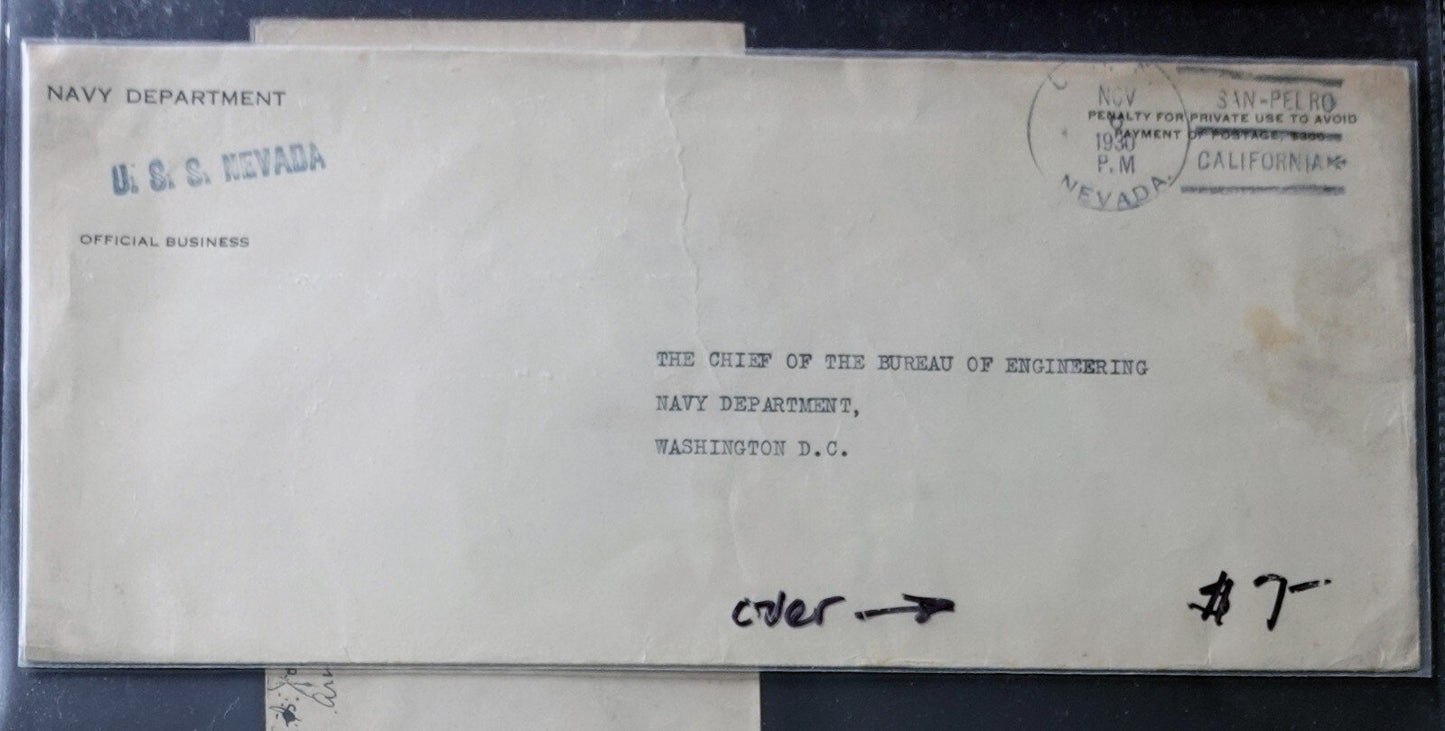 NAVY DEPARTMENT
U. S. S. NEVADA
OFFICIAL BUSINESS
NOV
1930
P.M
NEVADA.
SAN-PEDRO
CALIFORNIA
PENALTY FOR PRIVATE USE TO AVOID
PAYMENT OF POSTAGE, $300.
THE CHIEF OF THE BUREAU OF ENGINEERING
NAVY DEPARTMENT,
WASHINGTON D.C.
cover → $ 7-